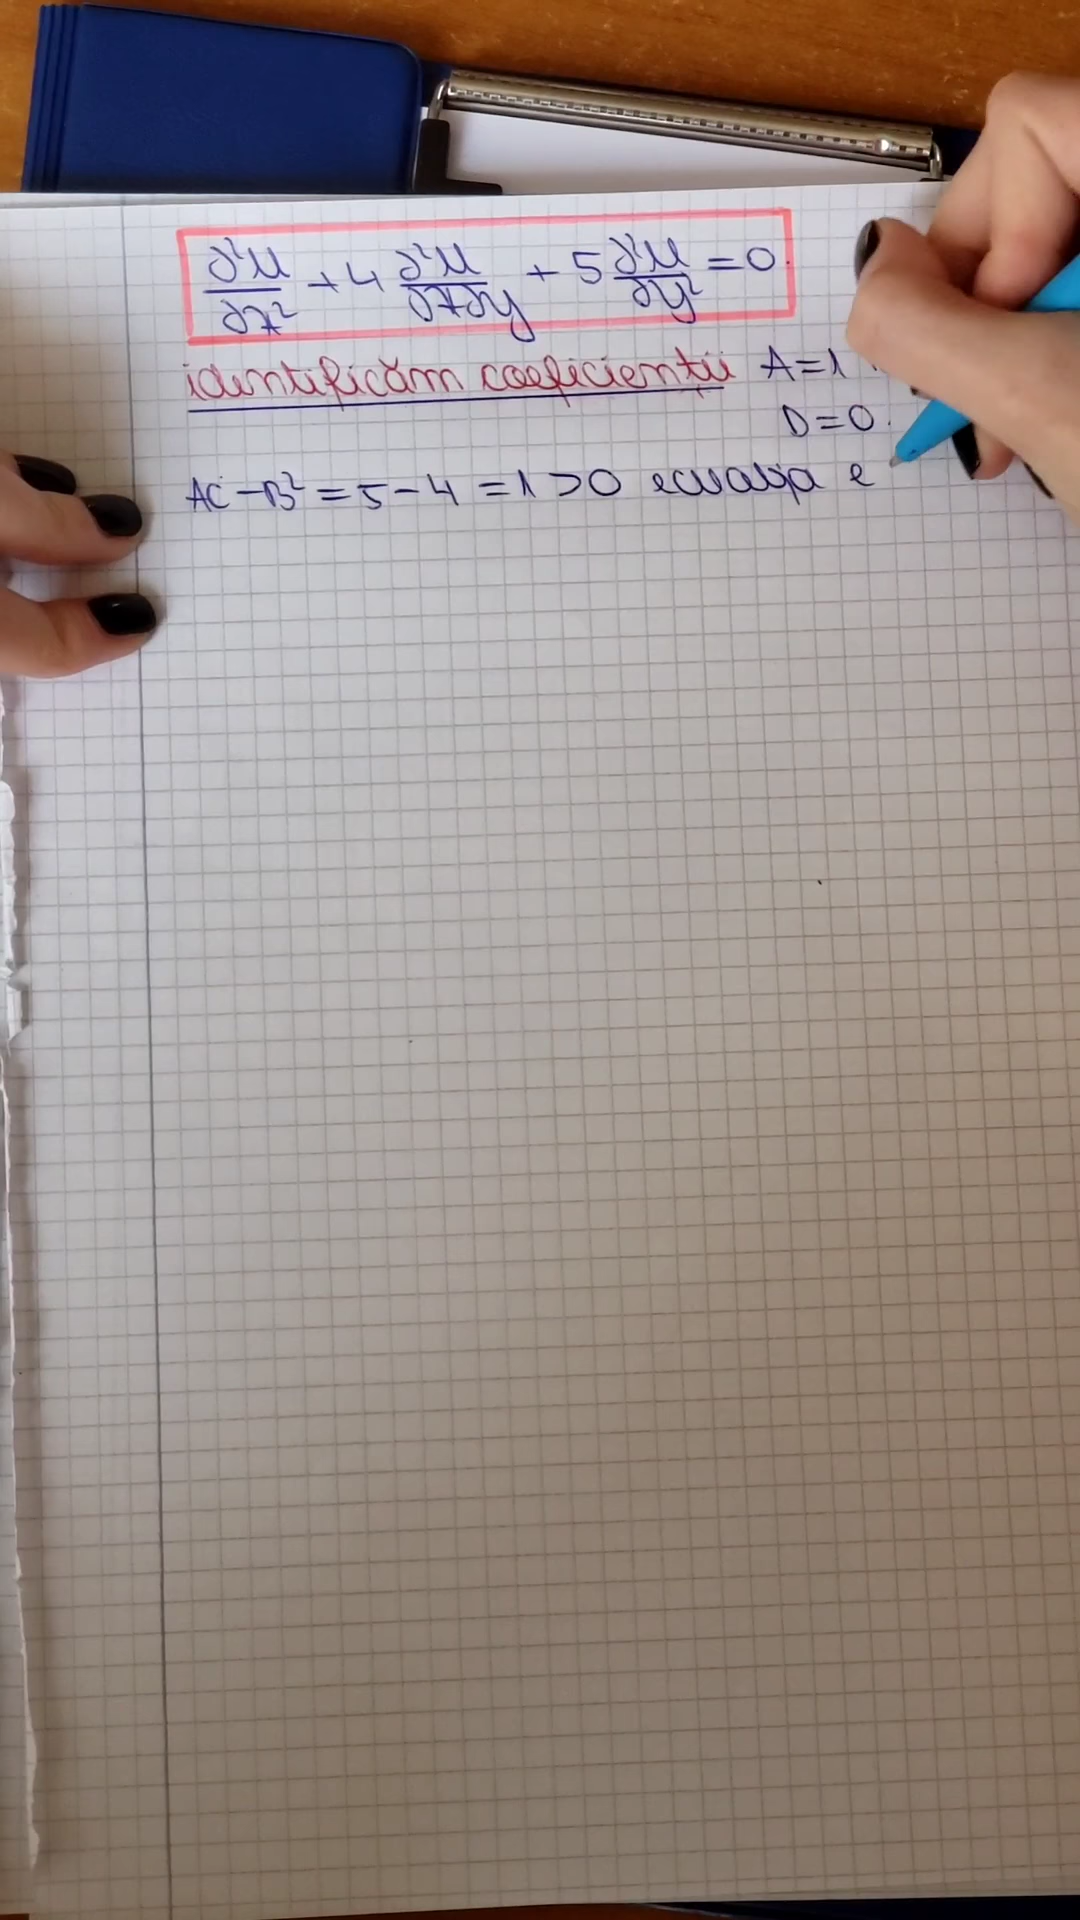 ∂²u/∂x² + 4 ∂²u/∂x∂y + 5 ∂²u/∂y² = 0.
identificăm coeficienții A=1
D=0.
AC-B² = 5-4 = 1 >0 ecuația e